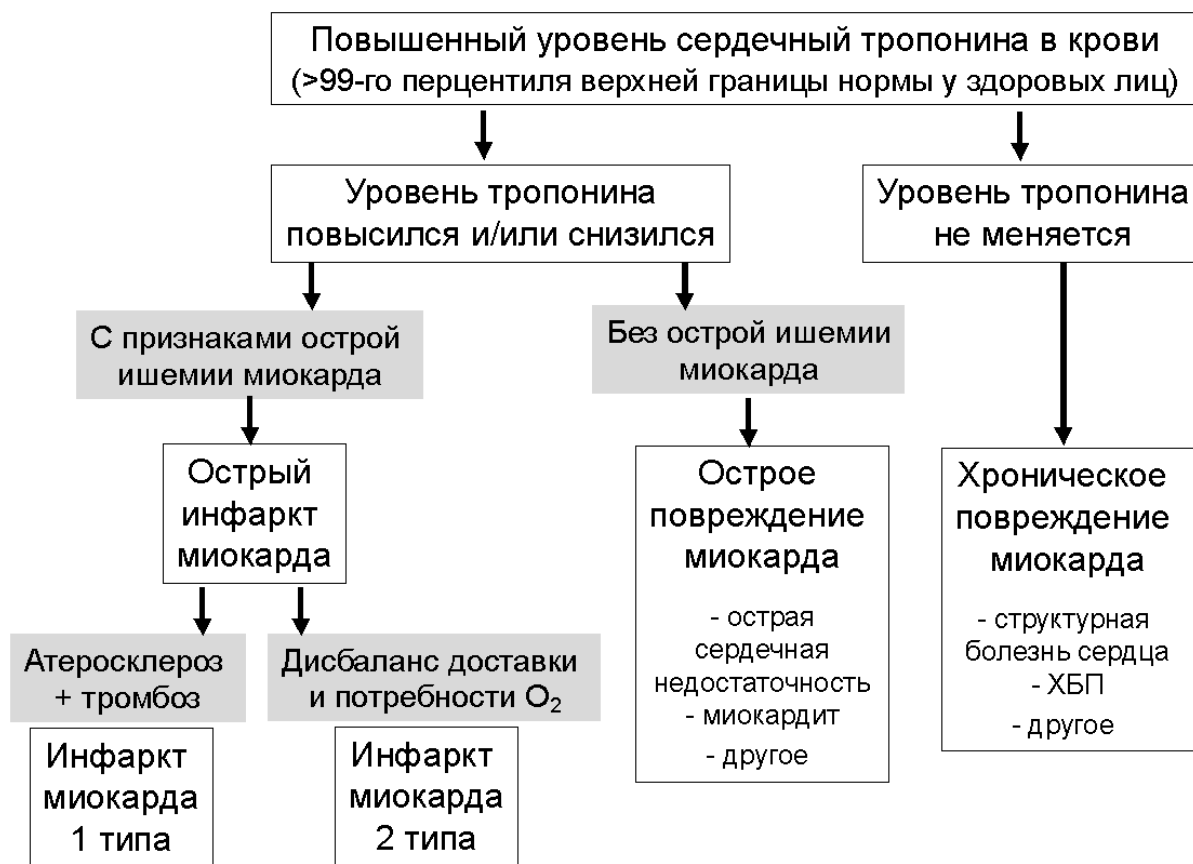 Повышенный уровень сердечный тропонина в крови
(>99-го перцентиля верхней границы нормы у здоровых лиц)
Уровень тропонина
повысился и/или снизился
Уровень тропонина
не меняется
С признаками острой
ишемии миокарда
Без острой ишемии
миокарда
Острый
инфаркт
миокарда
Острое
повреждение
миокарда
- острая
сердечная
недостаточность
- миокардит
- другое
Хроническое
повреждение
миокарда
- структурная
болезнь сердца
- ХБП
- другое
Атеросклероз
+ тромбоз
Дисбаланс доставки
и потребности O₂
Инфаркт
миокарда
1 типа
Инфаркт
миокарда
2 типа